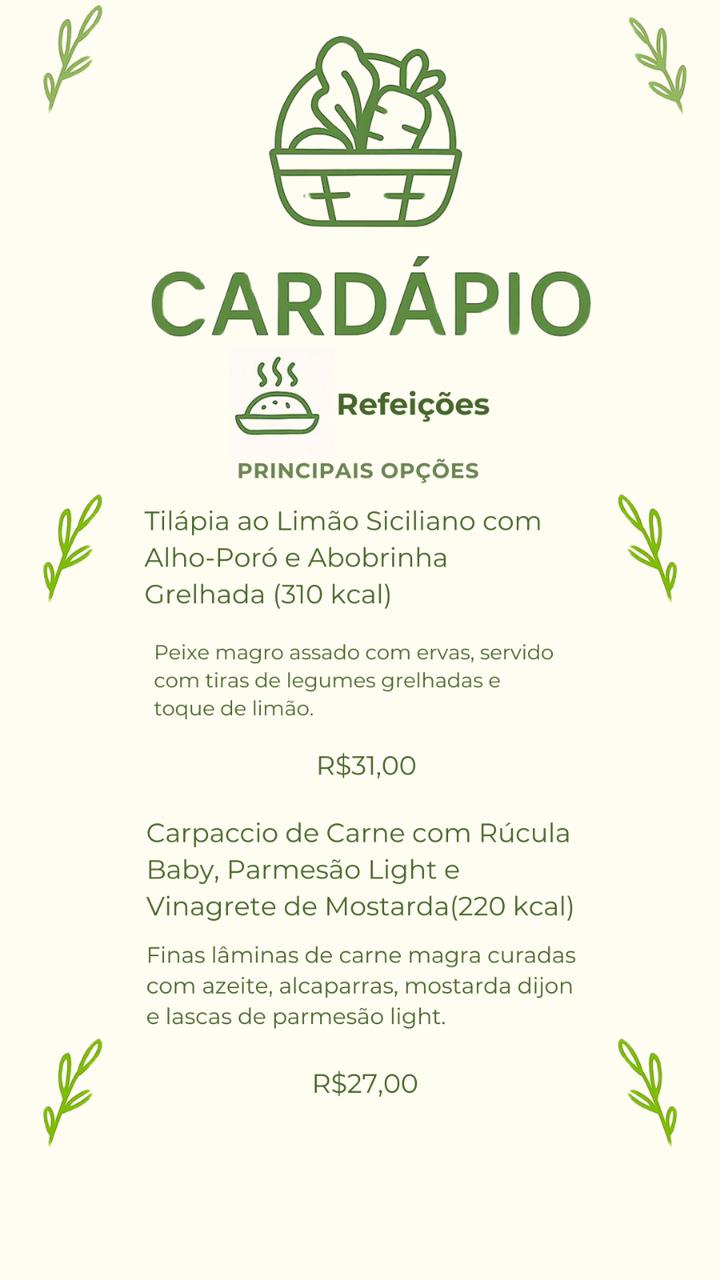 CARDÁPIO
Refeições
PRINCIPAIS OPÇÕES
Tilápia ao Limão Siciliano com
Alho-Poró e Abobrinha
Grelhada (310 kcal)
Peixe magro assado com ervas, servido
com tiras de legumes grelhadas e
toque de limão.
R$31,00
Carpaccio de Carne com Rúcula
Baby, Parmesão Light e
Vinagrete de Mostarda(220 kcal)
Finas lâminas de carne magra curadas
com azeite, alcaparras, mostarda dijon
e lascas de parmesão light.
R$27,00